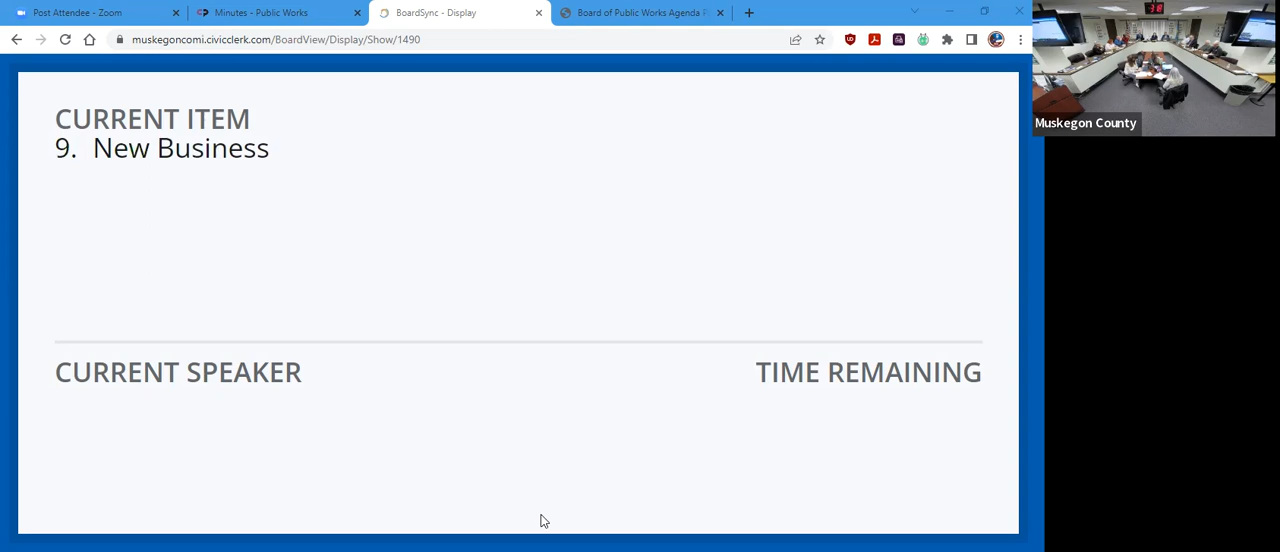 Post Attendee - Zoom
Minutes - Public Works
BoardSync - Display
Board of Public Works Agenda P
muskegoncomi.civicclerk.com/BoardView/Display/Show/1490
CURRENT ITEM
9. New Business
CURRENT SPEAKER
TIME REMAINING
Muskegon County